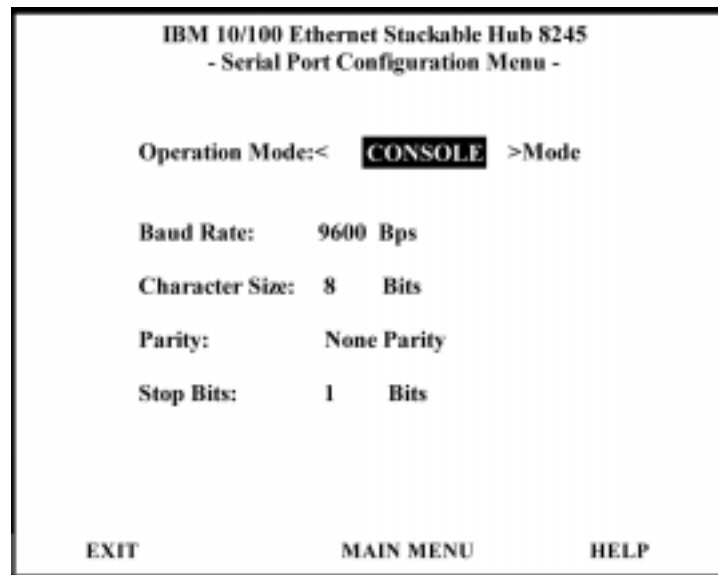 IBM 10/100 Ethernet Stackable Hub 8245
- Serial Port Configuration Menu -
Operation Mode:< CONSOLE >Mode
Baud Rate: 9600 Bps
Character Size: 8 Bits
Parity: None Parity
Stop Bits: 1 Bits
EXIT MAIN MENU HELP